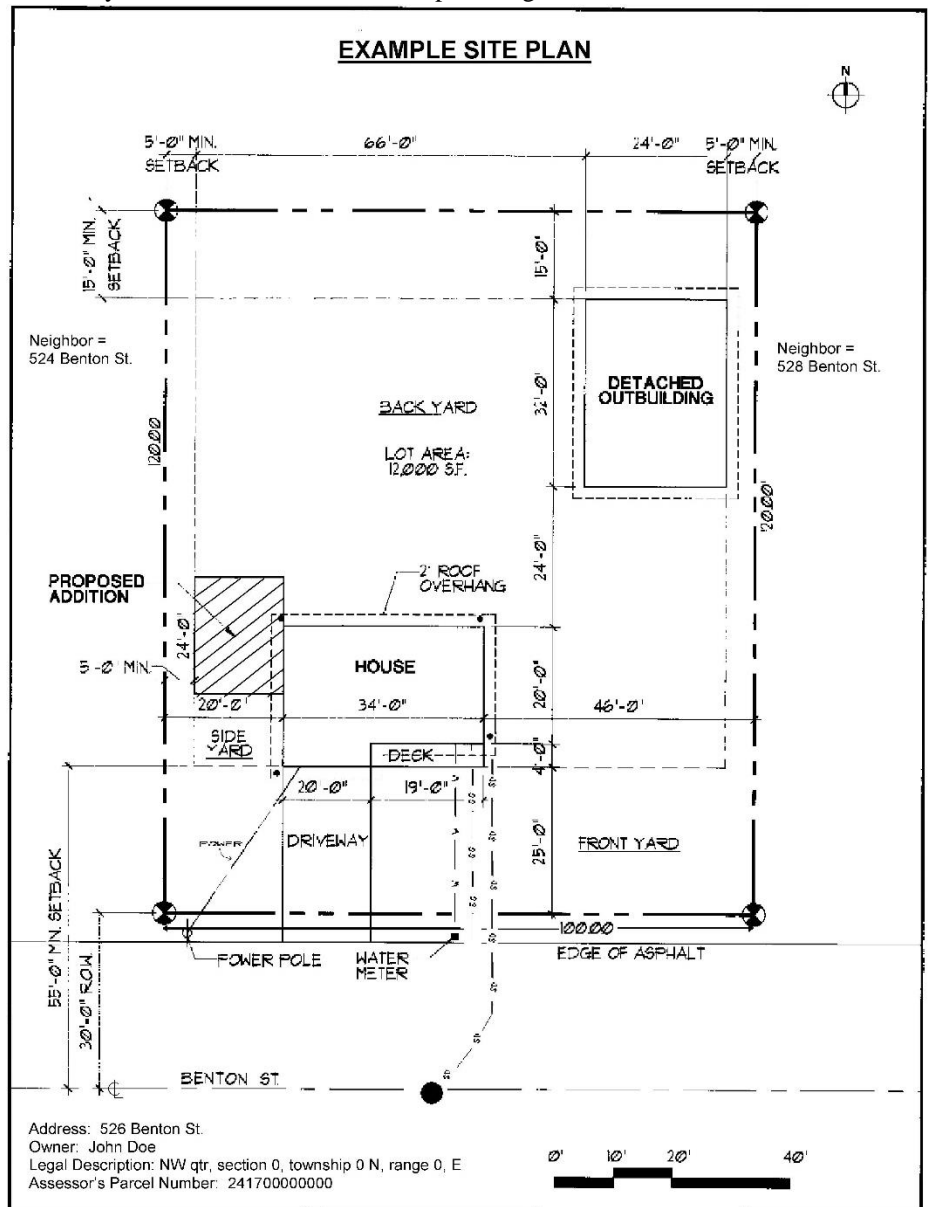 EXAMPLE SITE PLAN
N
5'-0" MIN.
SETBACK
66'-0"
24'-0"
5'-0" MIN.
SETBACK
15'-0" MIN.
SETBACK
15'-0"
Neighbor =
524 Benton St.
Neighbor =
528 Benton St.
DETACHED
OUTBUILDING
32'-0"
BACK YARD
LOT AREA:
12,000 S.F.
120.00
120.00'
24'-0"
2' ROOF
OVERHANG
PROPOSED
ADDITION
24'-0"
HOUSE
5'-0" MIN.
20'-0"
34'-0"
20'-0"
46'-0"
SIDE
YARD
DECK
4'-0"
20'-0"
19'-0"
POWER
DRIVEWAY
25'-0"
FRONT YARD
55'-0" MIN. SETBACK
30'-0" R.O.W.
100.00
POWER POLE
WATER
METER
EDGE OF ASPHALT
BENTON ST.
Address: 526 Benton St.
Owner: John Doe
Legal Description: NW qtr, section 0, township 0 N, range 0, E
Assessor's Parcel Number: 241700000000
0' 10' 20' 40'